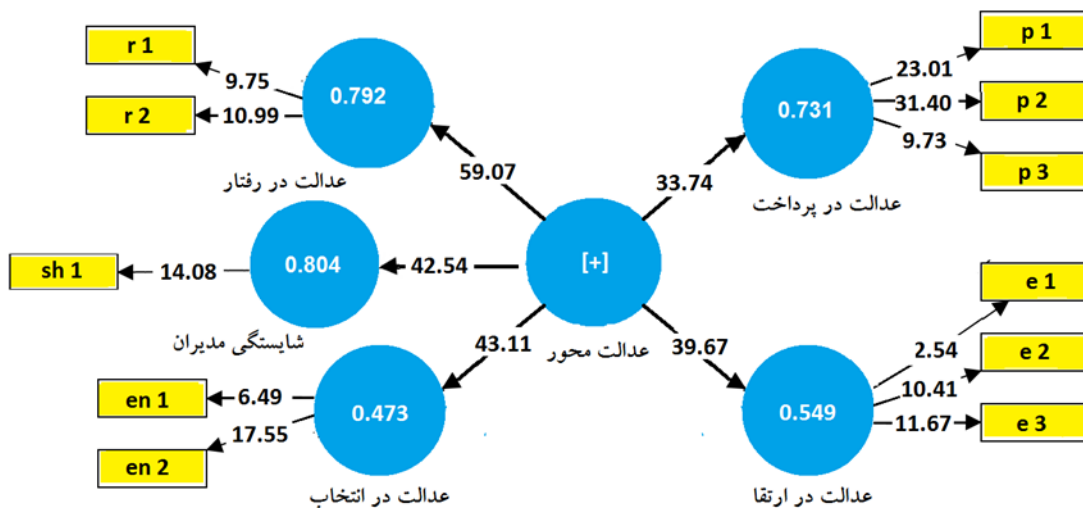 r 1
9.75
r 2
10.99
0.792
عدالت در رفتار
59.07
p 1
23.01
p 2
31.40
p 3
9.73
0.731
عدالت در پرداخت
33.74
sh 1
14.08
0.804
شایستگی مدیران
42.54
[+]
عدالت محور
en 1
6.49
en 2
17.55
0.473
عدالت در انتخاب
43.11
39.67
e 1
2.54
e 2
10.41
e 3
11.67
0.549
عدالت در ارتقا